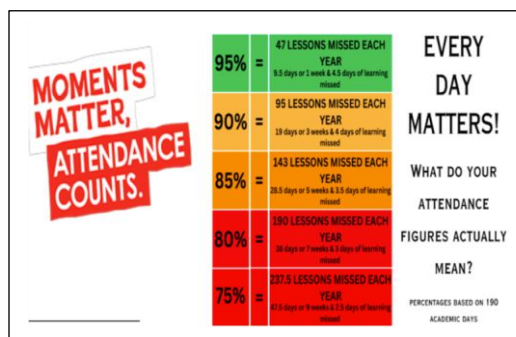 MOMENTS
MATTER,
ATTENDANCE
COUNTS.
95% =
47 LESSONS MISSED EACH
YEAR
9.5 days or 1 week & 4.5 days of learning
missed
90% =
95 LESSONS MISSED EACH
YEAR
19 days or 3 weeks & 4 days of learning
missed
85% =
143 LESSONS MISSED EACH
YEAR
28.5 days or 5 weeks & 3.5 days of learning
missed
80% =
190 LESSONS MISSED EACH
YEAR
38 days or 7 weeks & 3 days of learning
missed
75% =
237.5 LESSONS MISSED EACH
YEAR
47.5 days or 9 weeks & 2.5 days of learning
missed
EVERY
DAY
MATTERS!
WHAT DO YOUR
ATTENDANCE
FIGURES ACTUALLY
MEAN?
PERCENTAGES BASED ON 190
ACADEMIC DAYS